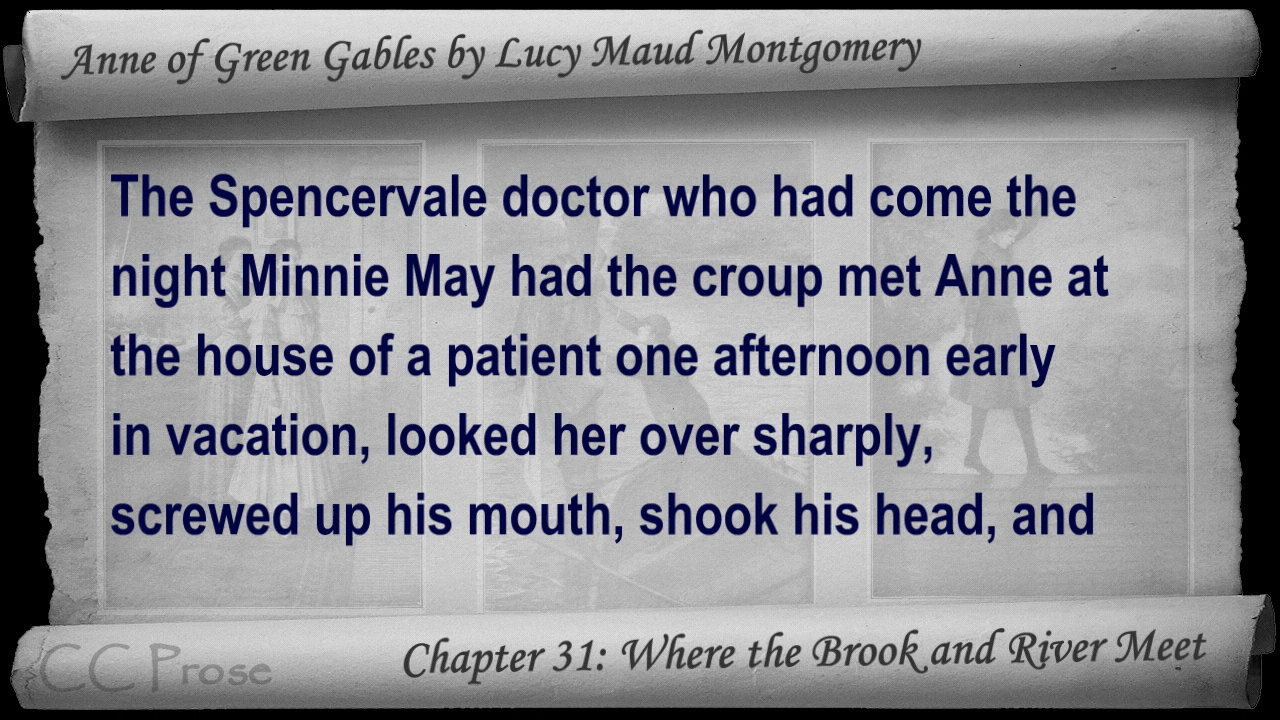 Anne of Green Gables by Lucy Maud Montgomery
The Spencervale doctor who had come the
night Minnie May had the croup met Anne at
the house of a patient one afternoon early
in vacation, looked her over sharply,
screwed up his mouth, shook his head, and
CC Prose
Chapter 31: Where the Brook and River Meet